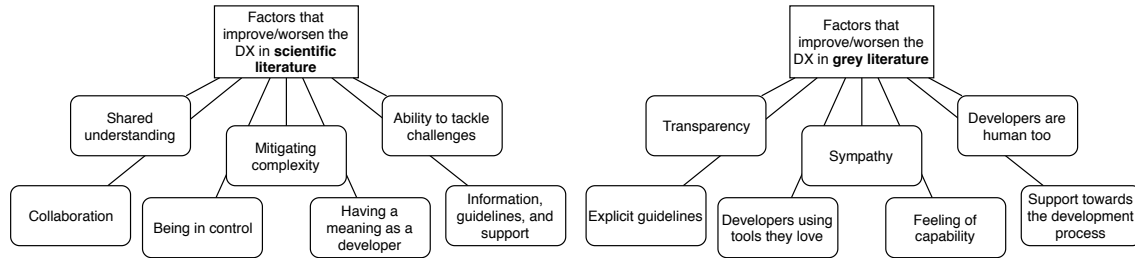 Factors that
improve/worsen the
DX in scientific
literature
Shared
understanding
Ability to tackle
challenges
Mitigating
complexity
Collaboration
Being in control
Having a
meaning as a
developer
Information,
guidelines, and
support
Factors that
improve/worsen the
DX in grey literature
Transparency
Developers are
human too
Sympathy
Explicit guidelines
Developers using
tools they love
Feeling of
capability
Support towards
the development
process